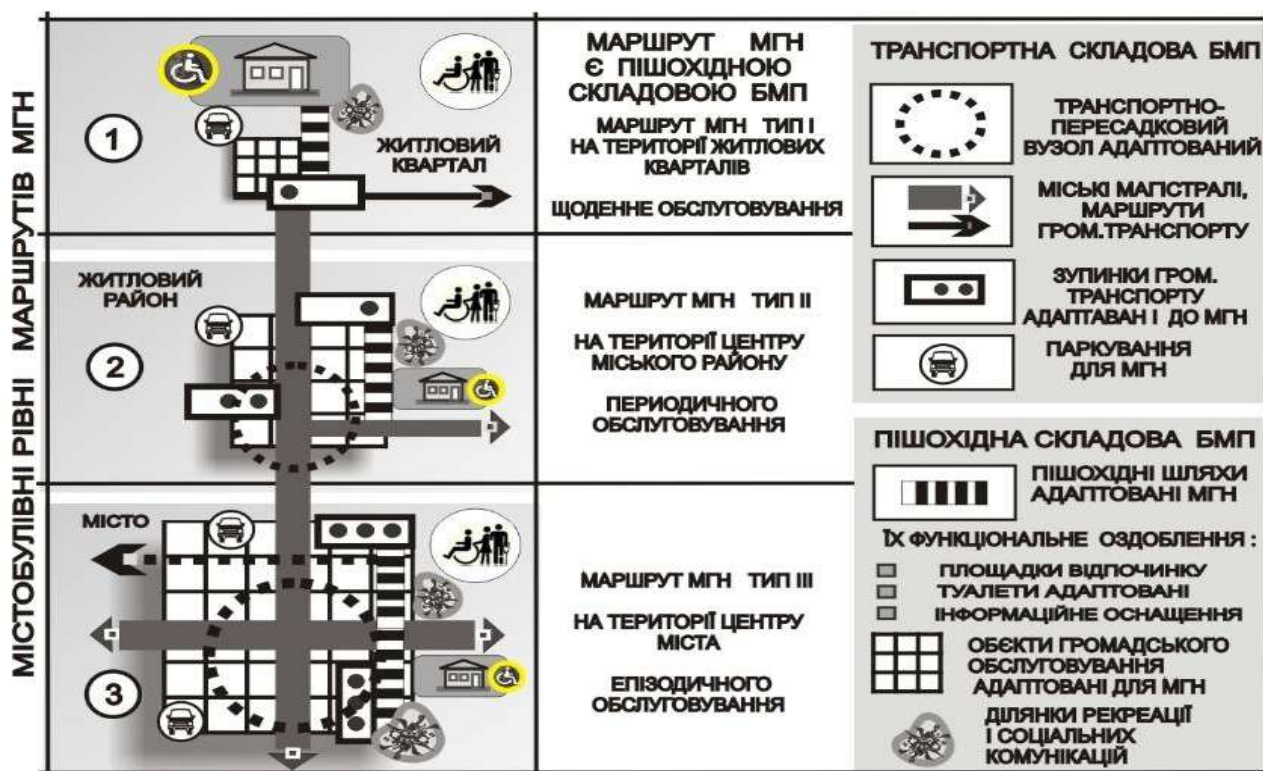 МІСТОБУЛІВНІ РІВНІ МАРШРУТІВ МГН
1
ЖИТЛОВИЙ
КВАРТАЛ
МАРШРУТ МГН
Є ПІШОХІДНОЮ
СКЛАДОВОЮ БМП
МАРШРУТ МГН ТИП І
НА ТЕРИТОРІЇ ЖИТЛОВИХ
КВАРТАЛІВ
ЩОДЕННЕ ОБСЛУГОВУВАННЯ
ЖИТЛОВИЙ
РАЙОН
2
МАРШРУТ МГН ТИП ІІ
НА ТЕРИТОРІЇ ЦЕНТРУ
МІСЬКОГО РАЙОНУ
ПЕРИОДИЧНОГО
ОБСЛУГОВУВАННЯ
МІСТО
3
МАРШРУТ МГН ТИП ІІІ
НА ТЕРИТОРІЇ ЦЕНТРУ
МІСТА
ЕПІЗОДИЧНОГО
ОБСЛУГОВУВАННЯ
ТРАНСПОРТНА СКЛАДОВА БМП
ТРАНСПОРТНО-
ПЕРЕСАДКОВИЙ
ВУЗОЛ АДАПТОВАНИЙ
МІСЬКІ МАГІСТРАЛІ,
МАРШРУТИ
ГРОМ.ТРАНСПОРТУ
ЗУПИНКИ ГРОМ.
ТРАНСПОРТУ
АДАПТАВАН І ДО МГН
ПАРКУВАННЯ
ДЛЯ МГН
ПІШОХІДНА СКЛАДОВА БМП
ПІШОХІДНІ ШЛЯХИ
АДАПТОВАНІ МГН
ЇХ ФУНКЦІОНАЛЬНЕ ОЗДОБЛЕННЯ :
ПЛОЩАДКИ ВІДПОЧИНКУ
ТУАЛЕТИ АДАПТОВАНІ
ІНФОРМАЦІЙНЕ ОСНАЩЕННЯ
ОБЄКТИ ГРОМАДСЬКОГО
ОБСЛУГОВУВАННЯ
АДАПТОВАНІ ДЛЯ МГН
ДІЛЯНКИ РЕКРЕАЦІЇ
І СОЦІАЛЬНИХ
КОМУНІКАЦІЙ